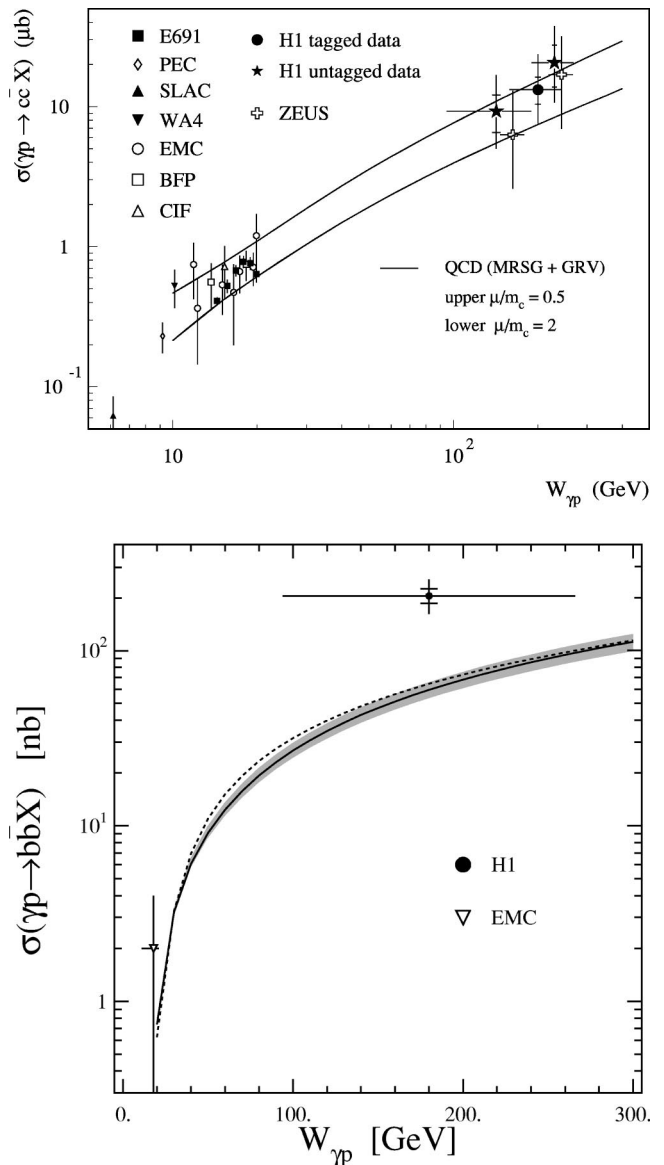 σ(γp→ cc̄ X) (μb)
10
1
10⁻¹
■ E691
◊ PEC
▲ SLAC
▼ WA4
○ EMC
□ BFP
△ CIF
● H1 tagged data
★ H1 untagged data
✚ ZEUS
QCD (MRSG + GRV)
upper μ/m_c = 0.5
lower μ/m_c = 2
10
10²
W_γp (GeV)
σ(γp→bb̄X) [nb]
10²
10¹
1
● H1
▽ EMC
0. 100. 200. 300.
W_γp [GeV]